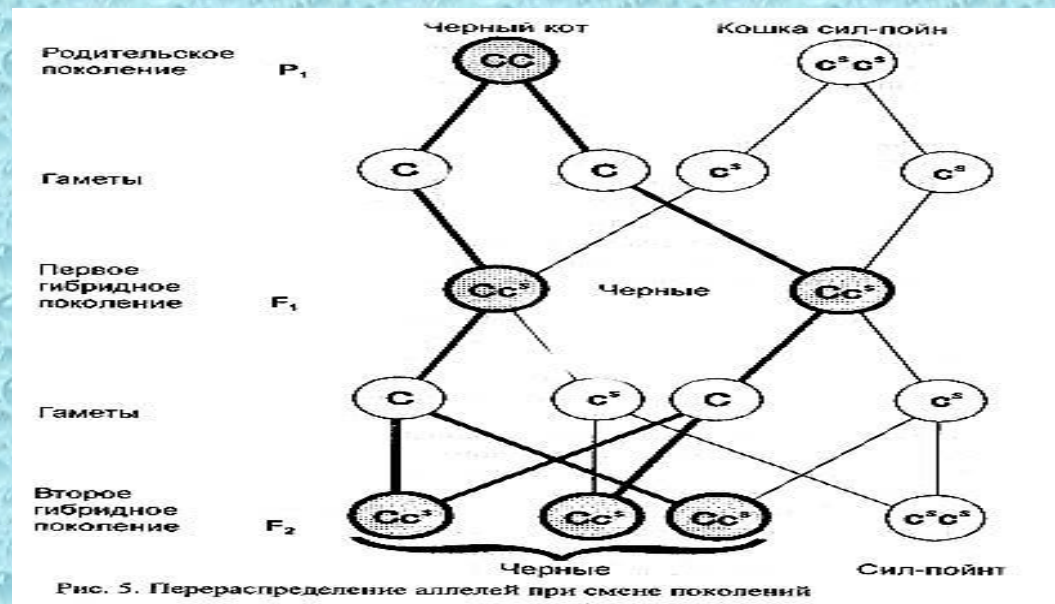 Черный кот Кошка сил-пойн
Родительское
поколение P₁ CC cˢcˢ
Гаметы C C cˢ cˢ
Первое
гибридное
поколение F₁ Ccˢ Черные Ccˢ
Гаметы C cˢ C cˢ
Второе
гибридное
поколение F₂ Ccˢ Ccˢ Ccˢ cˢcˢ
Черные Сил-пойнт
Рис. 5. Перераспределение аллелей при смене поколений